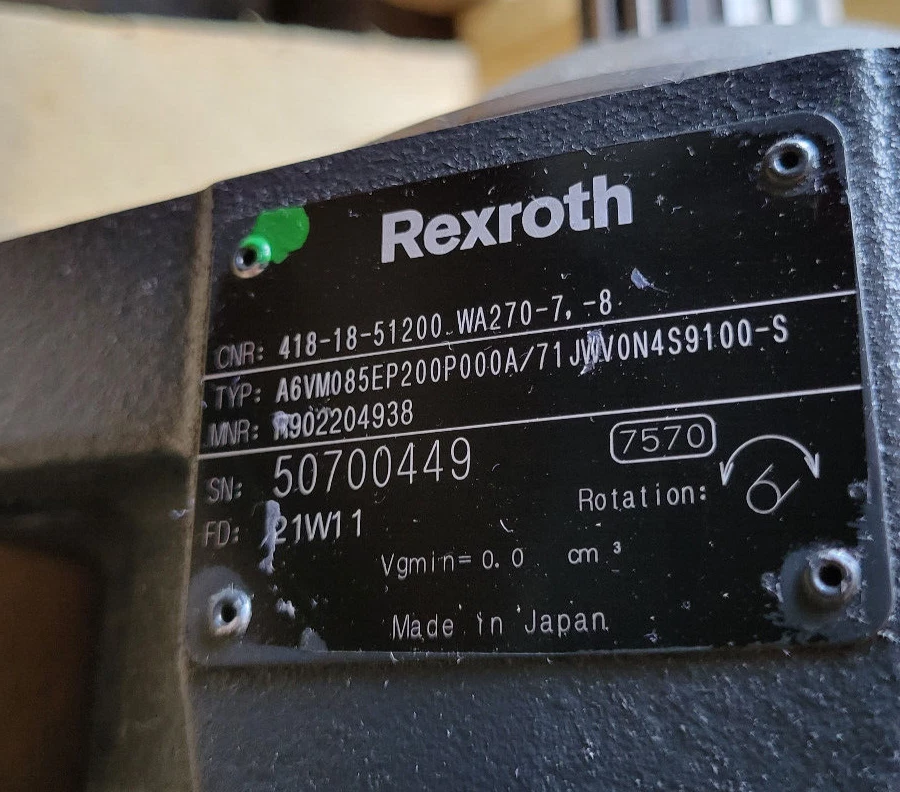 Rexroth
CNR: 418-18-51200 WA270-7, -8
TYP: A6VM085EP200P000A/71JWV0N4S9100-S
MNR: R902204938
SN: 50700449
7570
Rotation:
FD: 21W11
Vgmin= 0.0 cm³
Made in Japan